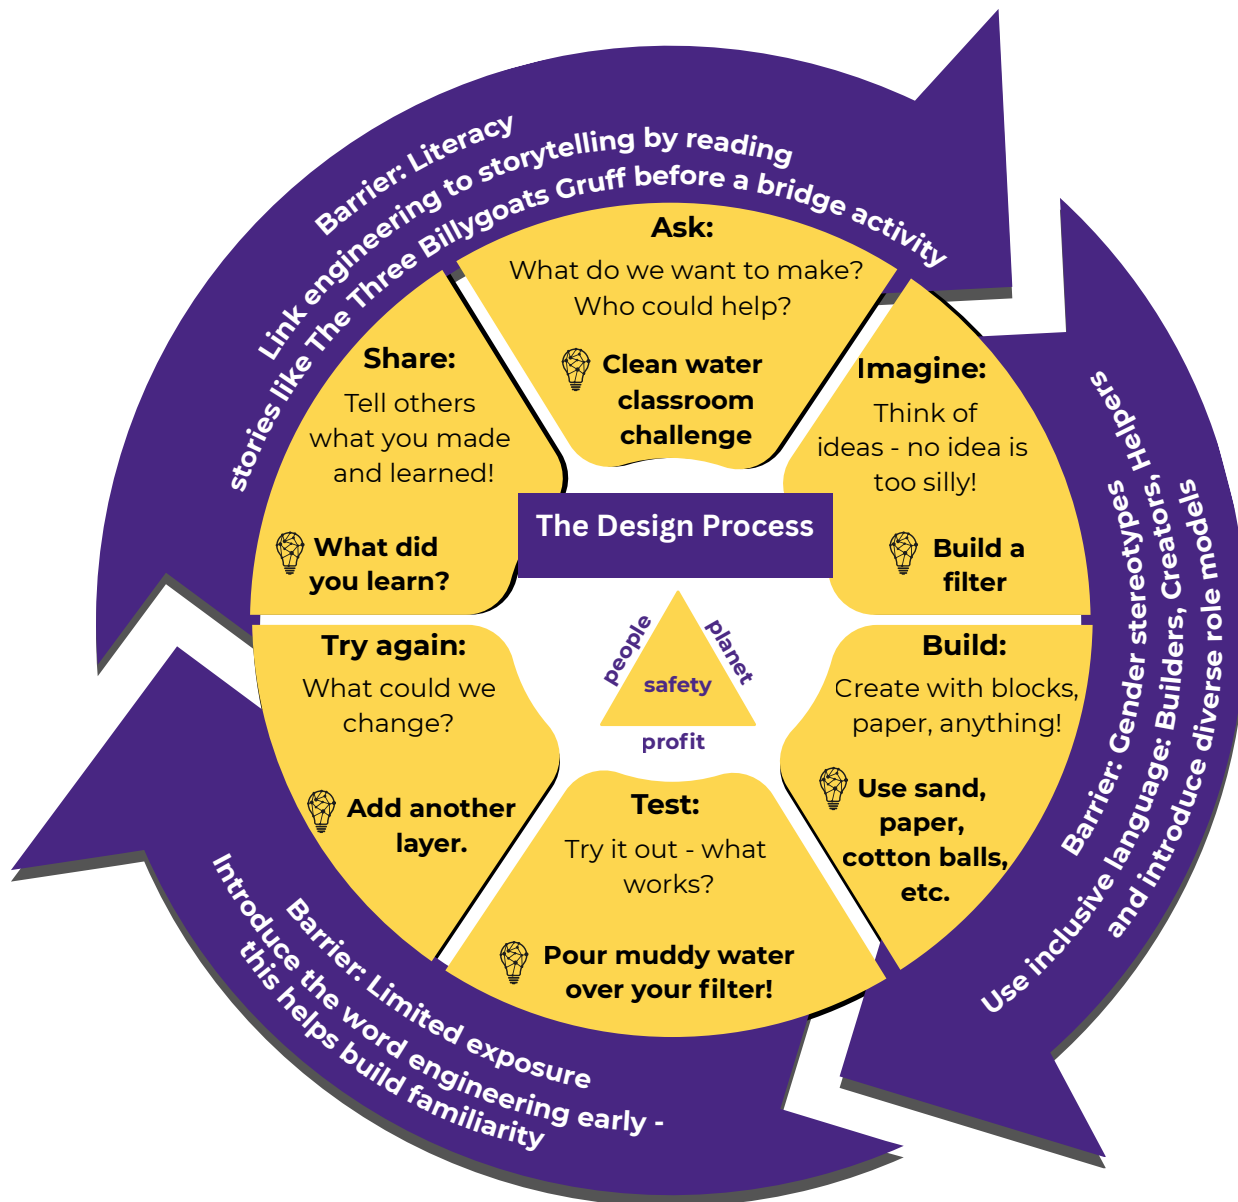 Barrier: Literacy
Link engineering to storytelling by reading
stories like The Three Billygoats Gruff before a bridge activity
Ask:
What do we want to make?
Who could help?
Clean water
classroom
challenge
Imagine:
Think of
ideas - no idea is
too silly!
Build a
filter
Barrier: Gender stereotypes
Use inclusive language: Builders, Creators, Helpers
and introduce diverse role models
Build:
Create with blocks,
paper, anything!
Use sand,
paper,
cotton balls,
etc.
Test:
Try it out - what
works?
Pour muddy water
over your filter!
Barrier: Limited exposure
Introduce the word engineering early -
this helps build familiarity
Try again:
What could we
change?
Add another
layer.
Share:
Tell others
what you made
and learned!
What did
you learn?
The Design Process
people
planet
safety
profit